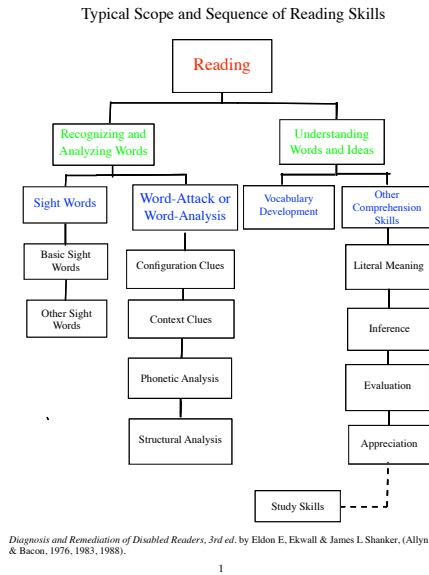 Typical Scope and Sequence of Reading Skills
Reading
Recognizing and
Analyzing Words
Understanding
Words and Ideas
Sight Words
Word-Attack or
Word-Analysis
Vocabulary
Development
Other
Comprehension
Skills
Basic Sight
Words
Configuration Clues
Literal Meaning
Other Sight
Words
Context Clues
Inference
Phonetic Analysis
Evaluation
Structural Analysis
Appreciation
Study Skills
Diagnosis and Remediation of Disabled Readers, 3rd ed. by Eldon E, Ekwall & James L Shanker, (Allyn
& Bacon, 1976, 1983, 1988).
1